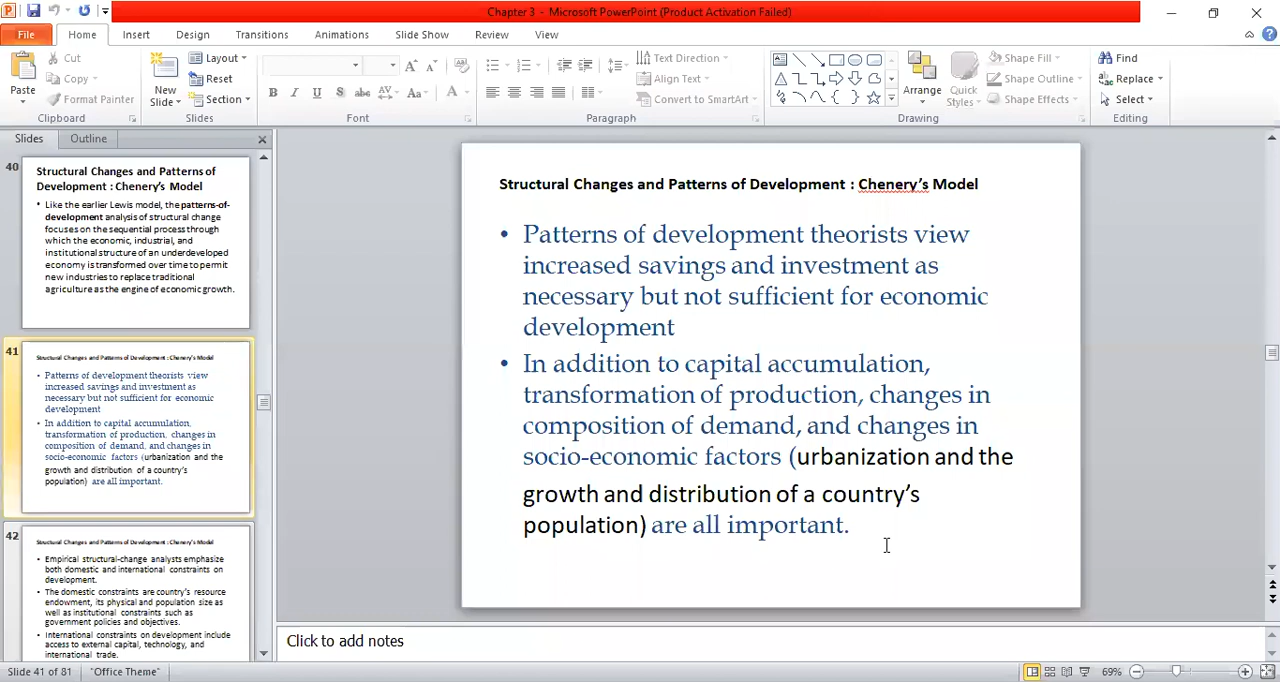 Chapter 3 - Microsoft PowerPoint (Product Activation Failed)
File Home Insert Design Transitions Animations Slide Show Review View
Paste
Cut
Copy
Format Painter
Clipboard
New
Slide
Layout
Reset
Section
Slides
B I U S abc AV Aa A
Font
Text Direction
Align Text
Convert to SmartArt
Paragraph
Arrange
Quick
Styles
Shape Fill
Shape Outline
Shape Effects
Drawing
Find
Replace
Select
Editing
Slides Outline
40
Structural Changes and Patterns of
Development : Chenery's Model
• Like the earlier Lewis model, the patterns-
of-
development analysis of structural change
focuses on the sequential process through
which the economic, industrial, and
institutional structure of an underdeveloped
economy is transformed over time to permit
new industries to replace traditional
agriculture as the engine of economic growth.
41
Structural Changes and Patterns of Development : Chenery's Model
• Patterns of development theorists view
increased savings and investment as
necessary but not sufficient for economic
development
• In addition to capital accumulation,
transformation of production, changes in
composition of demand, and changes in
socio-economic factors (urbanization and the
growth and distribution of a country's
population) are all important.
42
Structural Changes and Patterns of Development : Chenery's Model
• Empirical structural-change analysts emphasize
both domestic and international constraints on
development.
• The domestic constraints are country's resource
endowment, its physical and population size as
well as institutional constraints such as
government policies and objectives.
• International constraints on development include
access to external capital, technology, and
international trade.
Structural Changes and Patterns of Development : Chenery's Model
• Patterns of development theorists view
increased savings and investment as
necessary but not sufficient for economic
development
• In addition to capital accumulation,
transformation of production, changes in
composition of demand, and changes in
socio-economic factors (urbanization and the
growth and distribution of a country's
population) are all important.
Click to add notes
Slide 41 of 81 "Office Theme" 69%